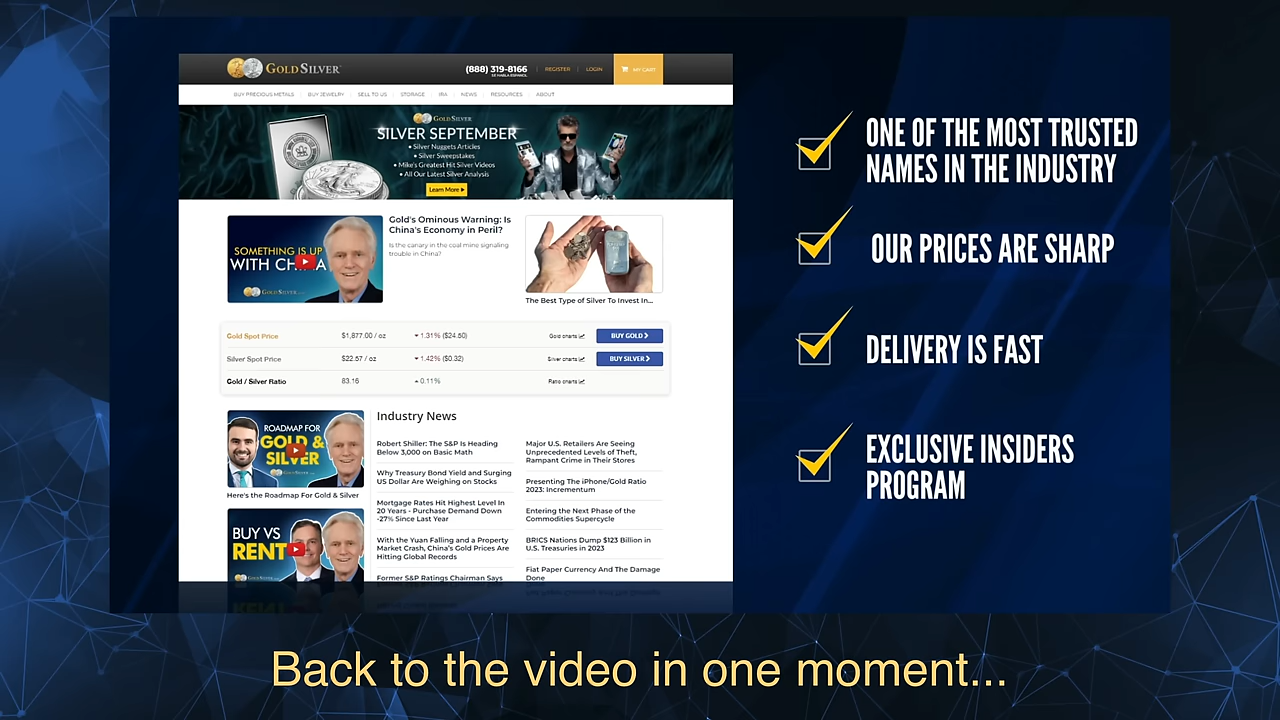 GOLDSILVER
(888) 319-8166
SE HABLA ESPANOL
REGISTER
LOGIN
MY CART
BUY PRECIOUS METALS
BUY JEWELRY
SELL TO US
STORAGE
IRA
NEWS
RESOURCES
ABOUT
GOLDSILVER
SILVER SEPTEMBER
• Silver Nuggets Articles
• Silver Sweepstakes
• Mike's Greatest Hit Silver Videos
• All Our Latest Silver Analysis
Learn More
SOMETHING IS UP
WITH CHINA
GOLDSILVER
Gold's Ominous Warning: Is
China's Economy in Peril?
Is the canary in the coal mine signaling
trouble in China?
The Best Type of Silver To Invest In...
Gold Spot Price $1,877.00 / oz 1.31% ($24.50) Gold charts BUY GOLD
Silver Spot Price $22.57 / oz 1.42% ($0.32) Silver charts BUY SILVER
Gold / Silver Ratio 83.16 0.11% Ratio charts
ROADMAP FOR
GOLD &
SILVER
GOLDSILVER
Here's the Roadmap For Gold & Silver
BUY VS
RENT
GOLDSILVER
Industry News
Robert Shiller: The S&P Is Heading
Below 3,000 on Basic Math
Why Treasury Bond Yield and Surging
US Dollar Are Weighing on Stocks
Mortgage Rates Hit Highest Level In
20 Years - Purchase Demand Down
-27% Since Last Year
With the Yuan Falling and a Property
Market Crash, China's Gold Prices Are
Hitting Global Records
Former S&P Ratings Chairman Says
Major U.S. Retailers Are Seeing
Unprecedented Levels of Theft,
Rampant Crime in Their Stores
Presenting The iPhone/Gold Ratio
2023: Incrementum
Entering the Next Phase of the
Commodities Supercycle
BRICS Nations Dump $123 Billion in
U.S. Treasuries in 2023
Fiat Paper Currency And The Damage
Done
ONE OF THE MOST TRUSTED
NAMES IN THE INDUSTRY
OUR PRICES ARE SHARP
DELIVERY IS FAST
EXCLUSIVE INSIDERS
PROGRAM
Back to the video in one moment...